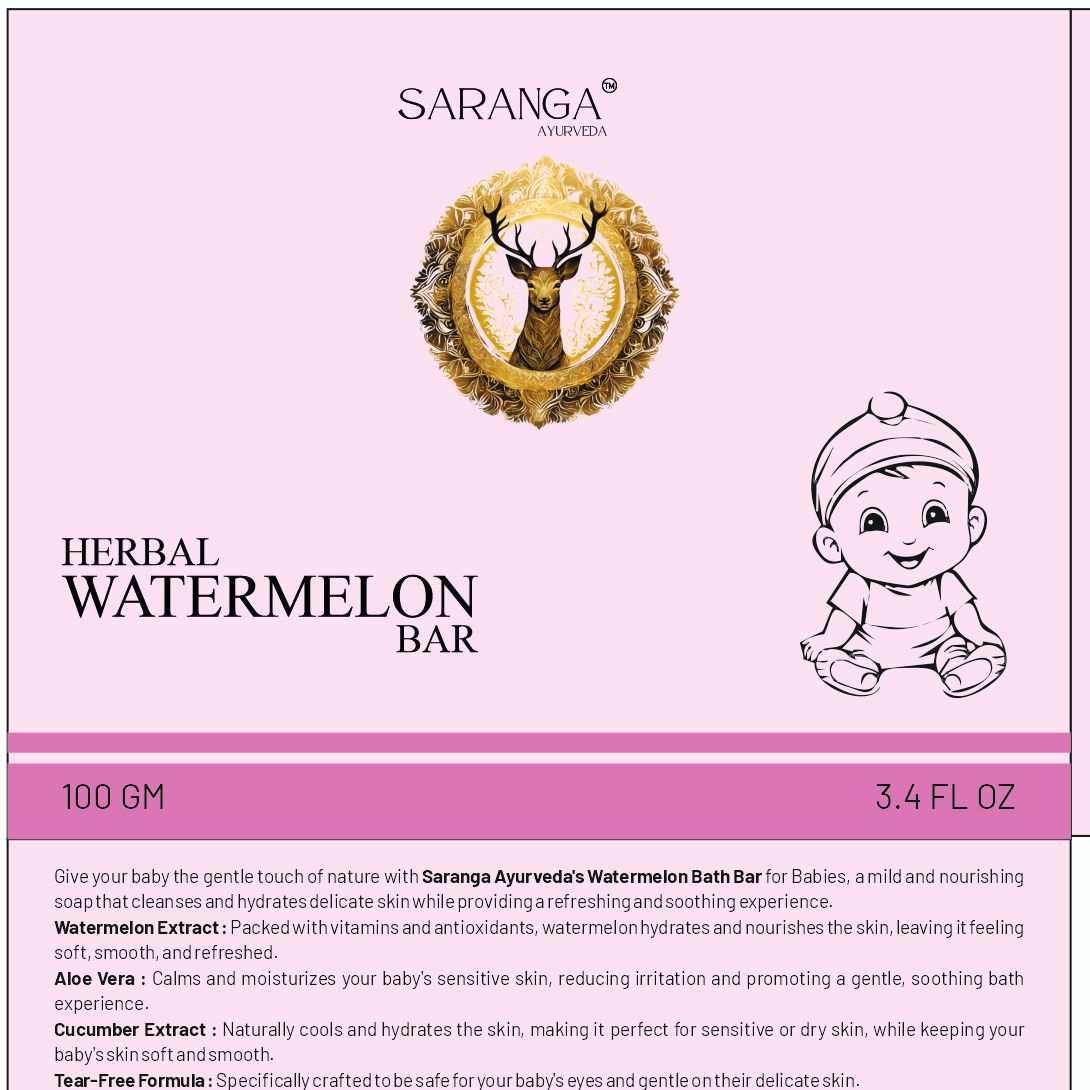 SARANGA™
AYURVEDA
HERBAL
WATERMELON
BAR
100 GM
3.4 FL OZ
Give your baby the gentle touch of nature with Saranga Ayurveda's Watermelon Bath Bar for Babies, a mild and nourishing
soap that cleanses and hydrates delicate skin while providing a refreshing and soothing experience.
Watermelon Extract : Packed with vitamins and antioxidants, watermelon hydrates and nourishes the skin, leaving it feeling
soft, smooth, and refreshed.
Aloe Vera : Calms and moisturizes your baby's sensitive skin, reducing irritation and promoting a gentle, soothing bath
experience.
Cucumber Extract : Naturally cools and hydrates the skin, making it perfect for sensitive or dry skin, while keeping your
baby's skin soft and smooth.
Tear-Free Formula : Specifically crafted to be safe for your baby's eyes and gentle on their delicate skin.